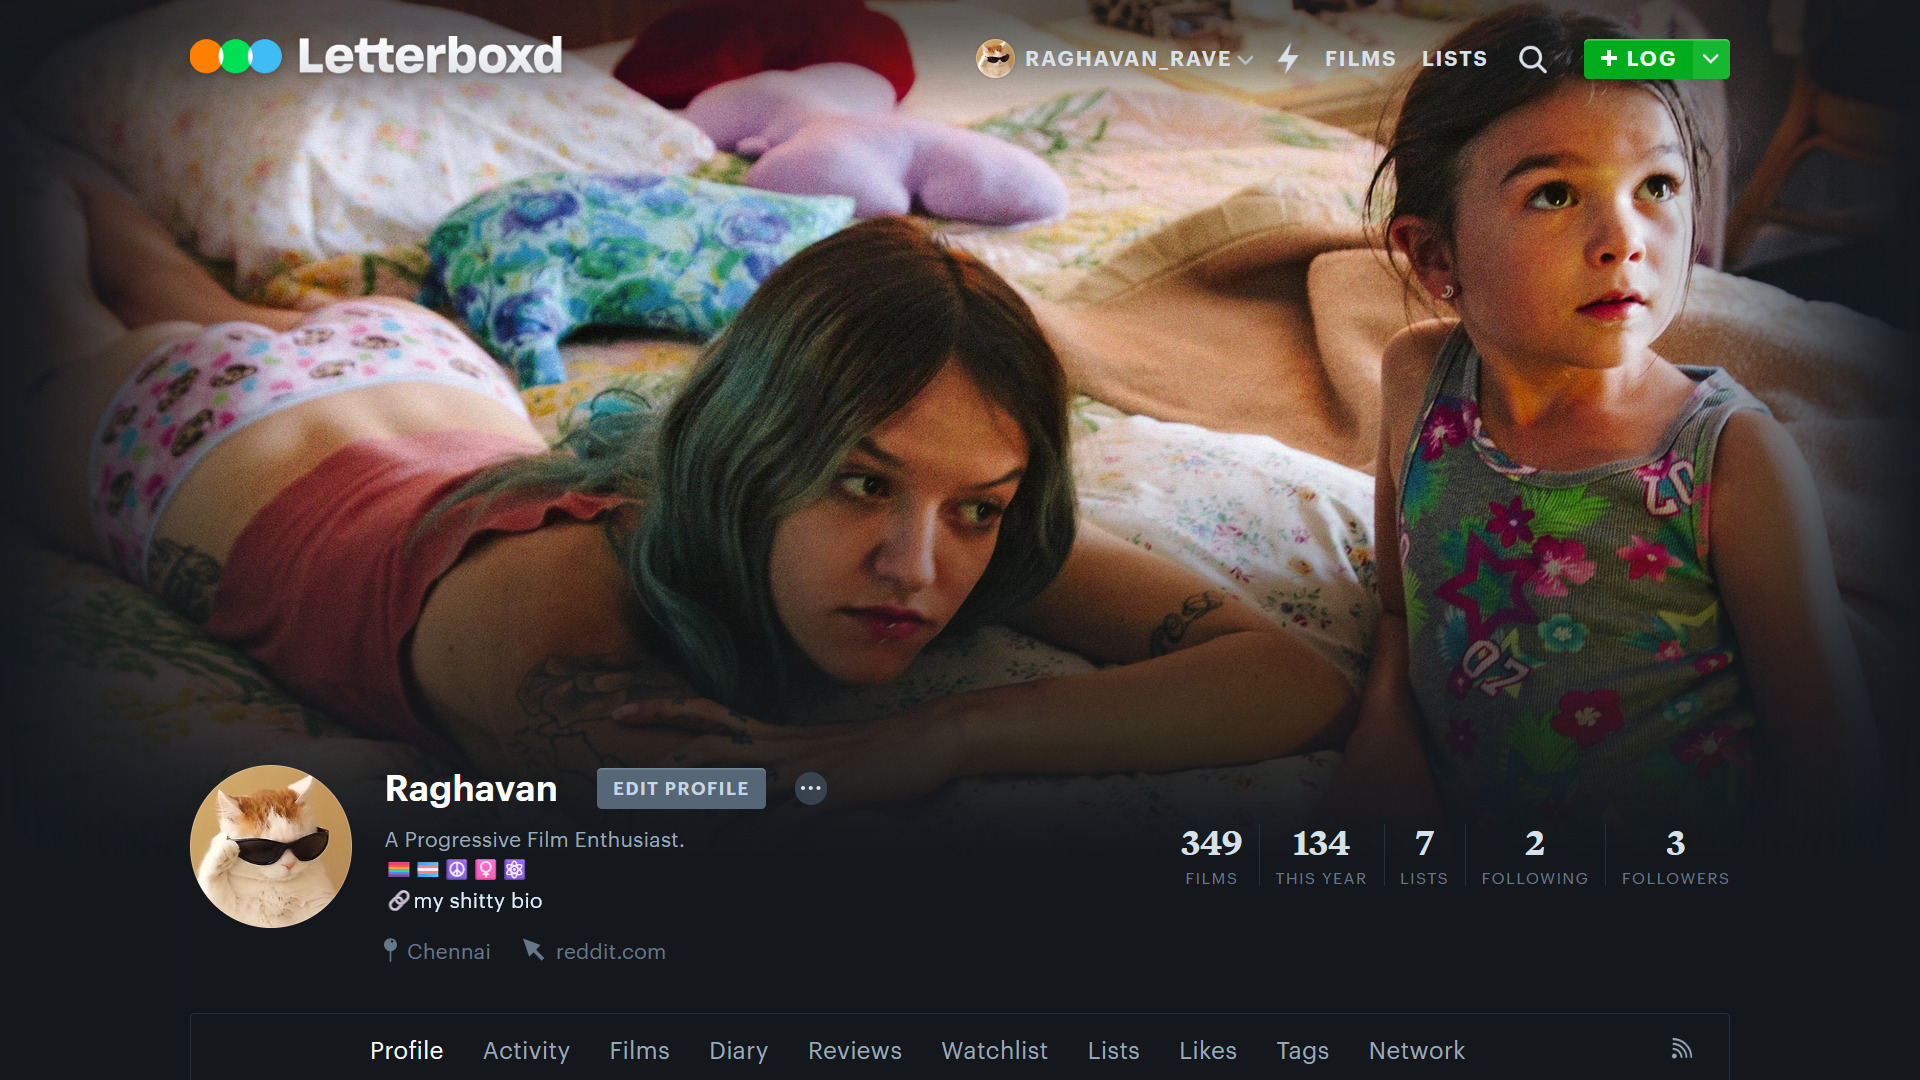 Letterboxd
RAGHAVAN_RAVE FILMS LISTS + LOG
Raghavan EDIT PROFILE
A Progressive Film Enthusiast.
my shitty bio
Chennai reddit.com
349 FILMS
134 THIS YEAR
7 LISTS
2 FOLLOWING
3 FOLLOWERS
Profile Activity Films Diary Reviews Watchlist Lists Likes Tags Network